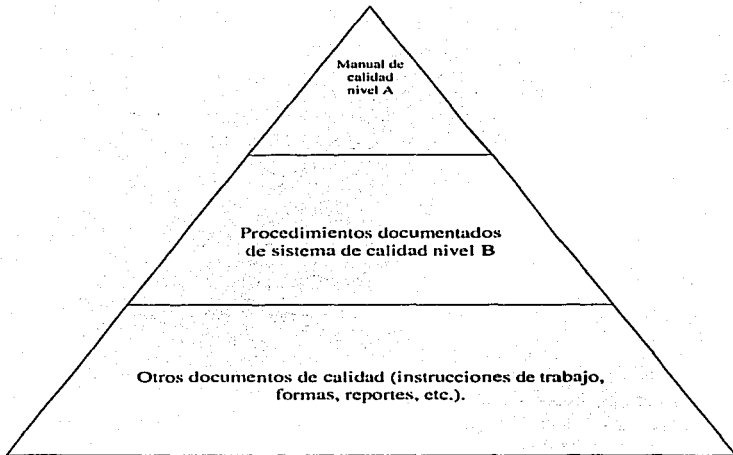 Manual de
calidad
nivel A
Procedimientos documentados
de sistema de calidad nivel B
Otros documentos de calidad (instrucciones de trabajo,
formas, reportes, etc.).